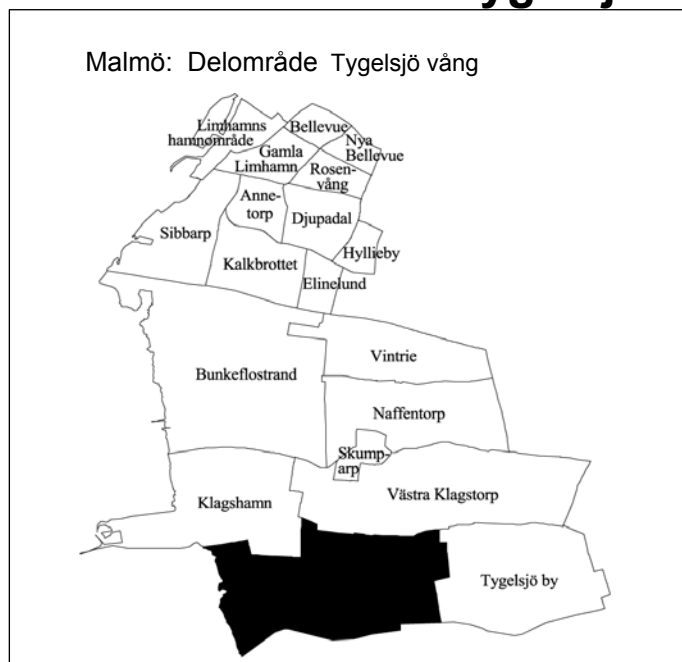 Malmö: Delområde Tygelsjö vång
Limhamns
hamnområde
Bellevue
Nya
Bellevue
Gamla
Limhamn
Rosen-
vång
Anne-
torp
Djupadal
Sibbarp
Hyllieby
Kalkbrottet
Elinelund
Vintrie
Bunkeflostrand
Naffentorp
Skump-
arp
Västra Klagstorp
Klagshamn
Tygelsjö by